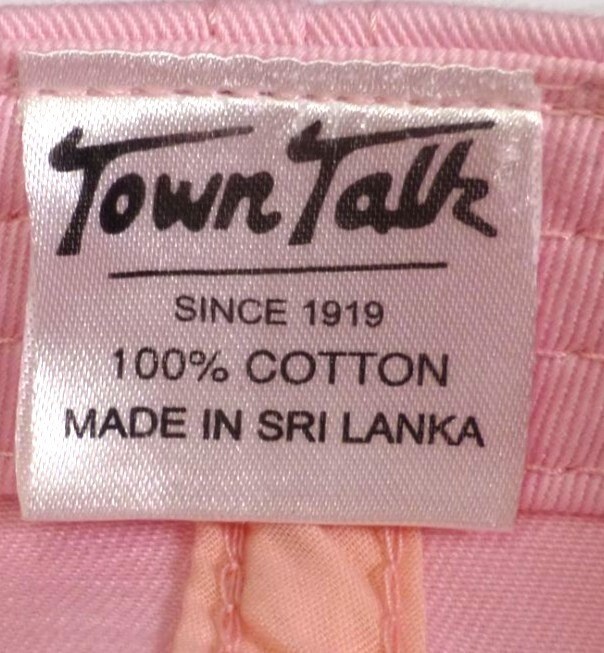 Town Talk
SINCE 1919
100% COTTON
MADE IN SRI LANKA